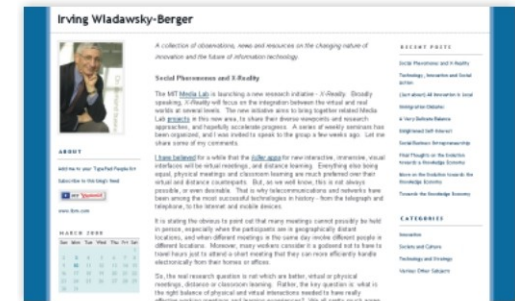 Irving Wladawsky-Berger
A collection of observations, news and resources on the changing nature of
innovation and the future of information technology.
Social Phenomenon and X-Reality
The MIT Media Lab is launching a new research initiative - X-Reality. Broadly
speaking, X-Reality will focus on the integration between the virtual and real
worlds at several levels. The new initiative aims to bring together related Media
Lab projects in this new area, to share their diverse viewpoints and research
approaches, and hopefully accelerate progress. A series of weekly seminars has
been organized, and I was invited to speak to the group a few weeks ago. Let me
share some of my comments.
I have believed for a while that the killer apps for new interactive, immersive, visual
interfaces will be virtual meetings, and distance learning. Everything else being
equal, physical meetings and classroom learning are much preferred over their
virtual and distance counterparts. But, as we well know, this is not always
possible, or even desirable. That is why telecommunications and networks have
been among the most successful technologies in history - from the telegraph and
telephone, to the internet and mobile devices.
It is stating the obvious to point out that many meetings cannot possibly be held
in person, especially when the participants are in geographically distant
locations, and when different meetings in the same day involve different people in
different locations. Moreover, many workers consider it a godsend not to have to
travel hours just to attend a short meeting that they can more efficiently handle
electronically from their homes or offices.
So, the real research question is not which are better, virtual or physical
meetings, distance or classroom learning. Rather, the key question is what is
the right balance of physical and virtual interactions needed to have really
ABOUT
Add me to your TypePad People list
Subscribe to this blog's feed
MY YAHOO!
www.ibm.com
MARCH 2008
Sun Mon Tue Wed Thu Fri Sat
RECENT POSTS
Social Phenomenon and X-Reality
Technology, Innovation and Social
Action
A Very Delicate Balance
Enlightened Self-Interest
Social Business Entrepreneurship
Final Thoughts on the Evolution
towards a Knowledge Economy
More on the Evolution towards the
Knowledge Economy
Towards the Knowledge Economy
CATEGORIES
Innovation
Society and Culture
Technology and Strategy
Various Other Subjects